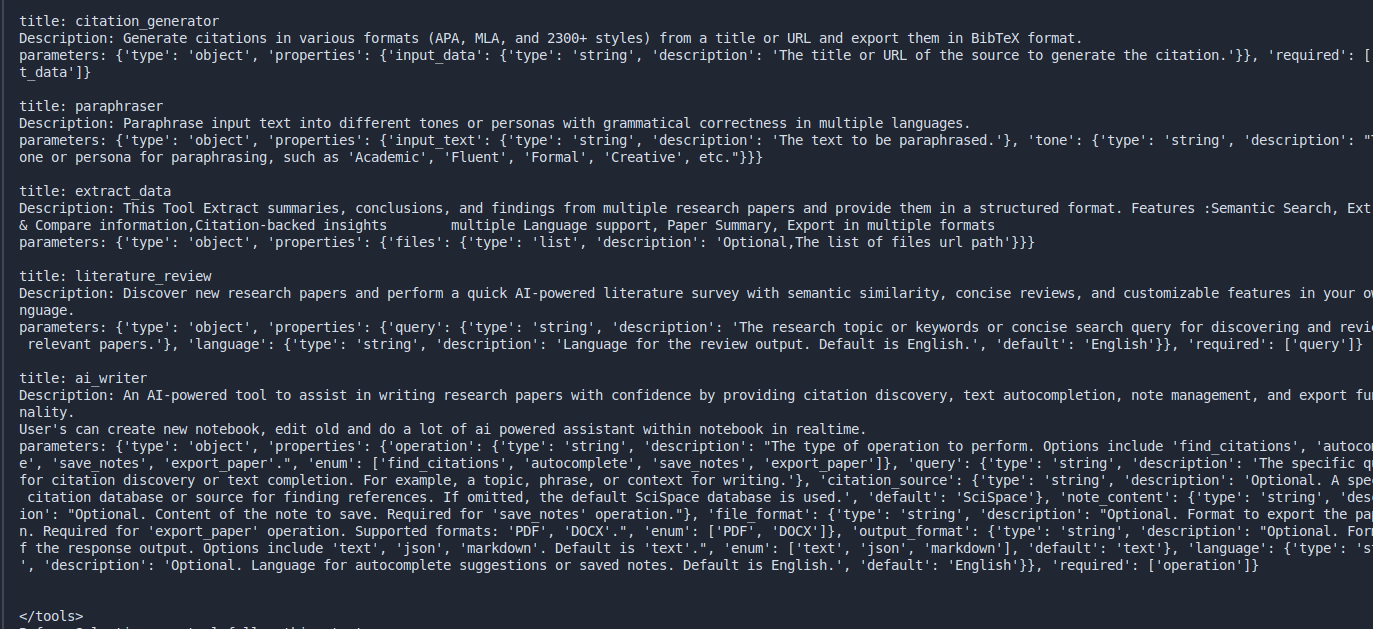 title: citation_generator
Description: Generate citations in various formats (APA, MLA, and 2300+ styles) from a title or URL and export them in BibTeX format.
parameters: {'type': 'object', 'properties': {'input_data': {'type': 'string', 'description': 'The title or URL of the source to generate the citation.'}}, 'required': [
t_data']}
title: paraphraser
Description: Paraphrase input text into different tones or personas with grammatical correctness in multiple languages.
parameters: {'type': 'object', 'properties': {'input_text': {'type': 'string', 'description': 'The text to be paraphrased.'}, 'tone': {'type': 'string', 'description': "
one or persona for paraphrasing, such as 'Academic', 'Fluent', 'Formal', 'Creative', etc."}}}
title: extract_data
Description: This Tool Extract summaries, conclusions, and findings from multiple research papers and provide them in a structured format. Features :Semantic Search, Ext
& Compare information,Citation-backed insights        multiple Language support, Paper Summary, Export in multiple formats
parameters: {'type': 'object', 'properties': {'files': {'type': 'list', 'description': 'Optional,The list of files url path'}}}
title: literature_review
Description: Discover new research papers and perform a quick AI-powered literature survey with semantic similarity, concise reviews, and customizable features in your o
nguage.
parameters: {'type': 'object', 'properties': {'query': {'type': 'string', 'description': 'The research topic or keywords or concise search query for discovering and revi
relevant papers.'}, 'language': {'type': 'string', 'description': 'Language for the review output. Default is English.', 'default': 'English'}}, 'required': ['query']}
title: ai_writer
Description: An AI-powered tool to assist in writing research papers with confidence by providing citation discovery, text autocompletion, note management, and export fu
nality.
User's can create new notebook, edit old and do a lot of ai powered assistant within notebook in realtime.
parameters: {'type': 'object', 'properties': {'operation': {'type': 'string', 'description': "The type of operation to perform. Options include 'find_citations', 'autoco
e', 'save_notes', 'export_paper'.", 'enum': ['find_citations', 'autocomplete', 'save_notes', 'export_paper']}, 'query': {'type': 'string', 'description': 'The specific q
for citation discovery or text completion. For example, a topic, phrase, or context for writing.'}, 'citation_source': {'type': 'string', 'description': 'Optional. A spe
citation database or source for finding references. If omitted, the default SciSpace database is used.', 'default': 'SciSpace'}, 'note_content': {'type': 'string', 'des
ion': "Optional. Content of the note to save. Required for 'save_notes' operation."}, 'file_format': {'type': 'string', 'description': "Optional. Format to export the pa
n. Required for 'export_paper' operation. Supported formats: 'PDF', 'DOCX'.", 'enum': ['PDF', 'DOCX']}, 'output_format': {'type': 'string', 'description': "Optional. For
f the response output. Options include 'text', 'json', 'markdown'. Default is 'text'.", 'enum': ['text', 'json', 'markdown'], 'default': 'text'}, 'language': {'type': 's
', 'description': 'Optional. Language for autocomplete suggestions or saved notes. Default is English.', 'default': 'English'}}, 'required': ['operation']}
</tools>